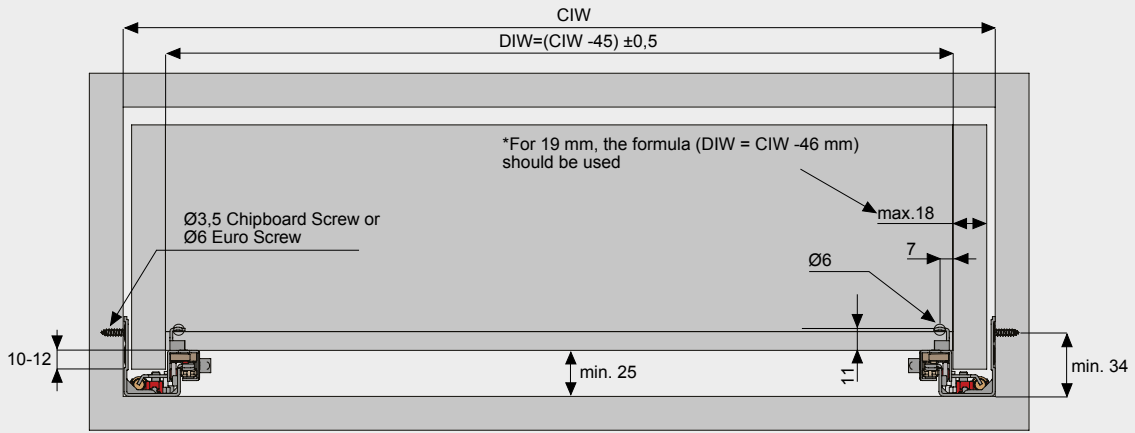 CIW
DIW=(CIW -45) ±0,5
*For 19 mm, the formula (DIW = CIW -46 mm)
should be used
Ø3,5 Chipboard Screw or
Ø6 Euro Screw
max.18
7
Ø6
10-12
min. 25
11
min. 34